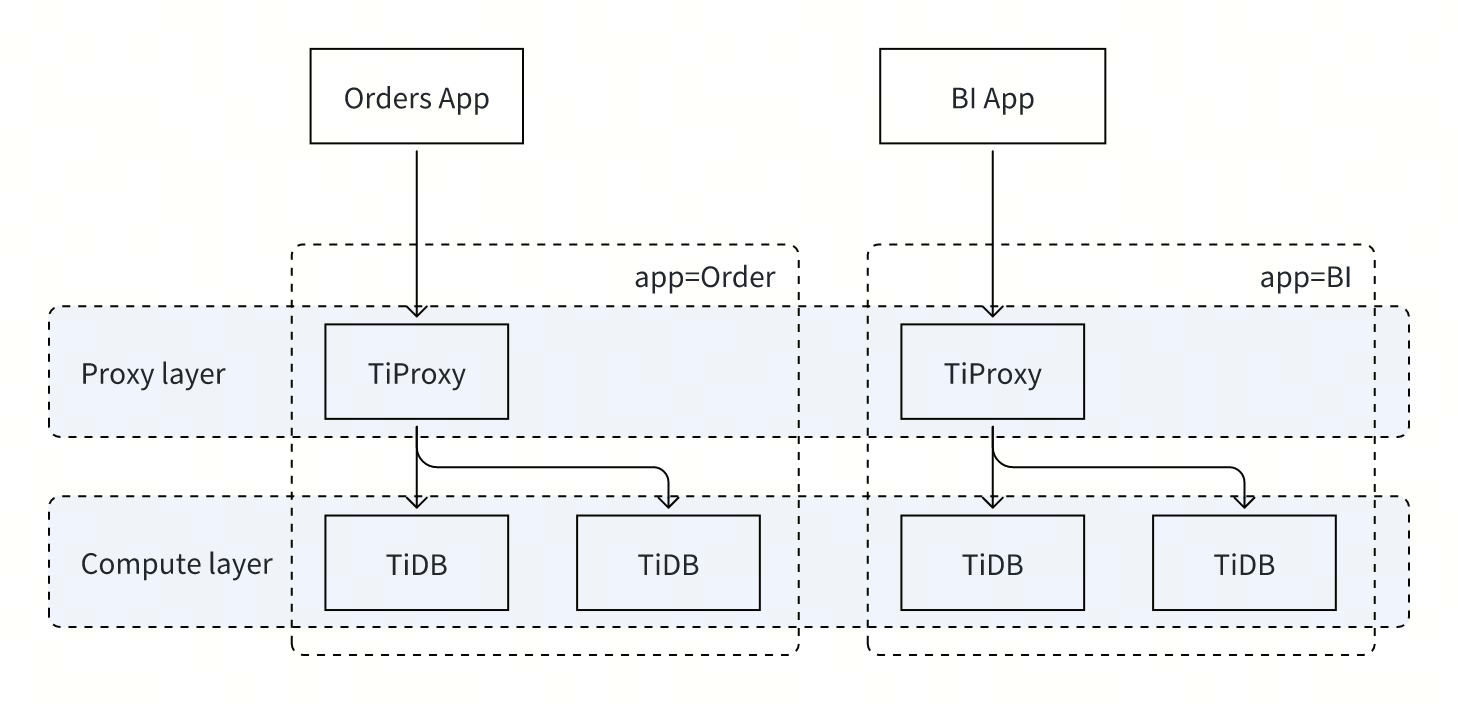 Orders App
BI App
app=Order
app=BI
Proxy layer
TiProxy
TiProxy
Compute layer
TiDB
TiDB
TiDB
TiDB